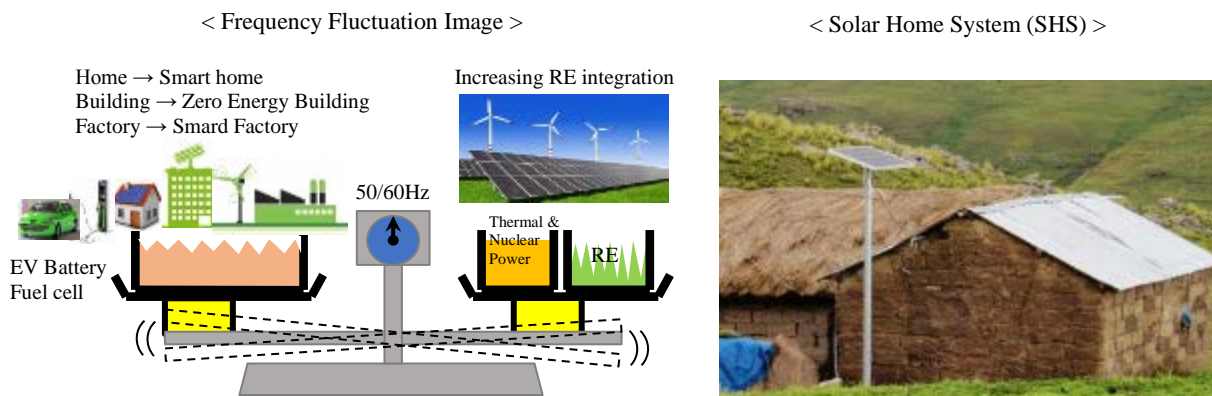 < Frequency Fluctuation Image >
< Solar Home System (SHS) >
Home → Smart home
Building → Zero Energy Building
Factory → Smard Factory
Increasing RE integration
50/60Hz
Thermal &
Nuclear
Power
RE
EV Battery
Fuel cell